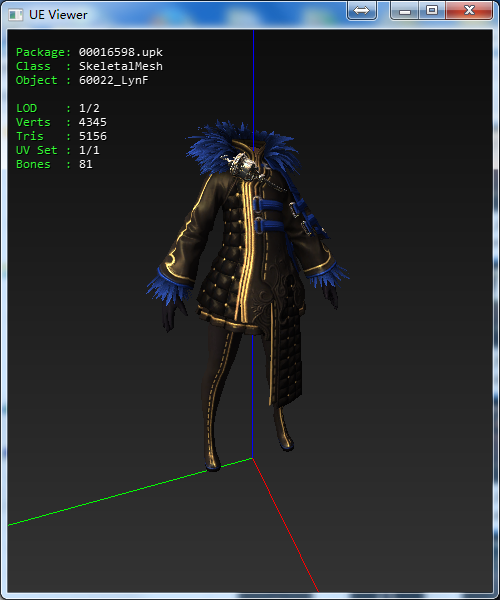 UE Viewer
Package: 00016598.upk
Class : SkeletalMesh
Object : 60022_LynF
LOD : 1/2
Verts : 4345
Tris : 5156
UV Set : 1/1
Bones : 81